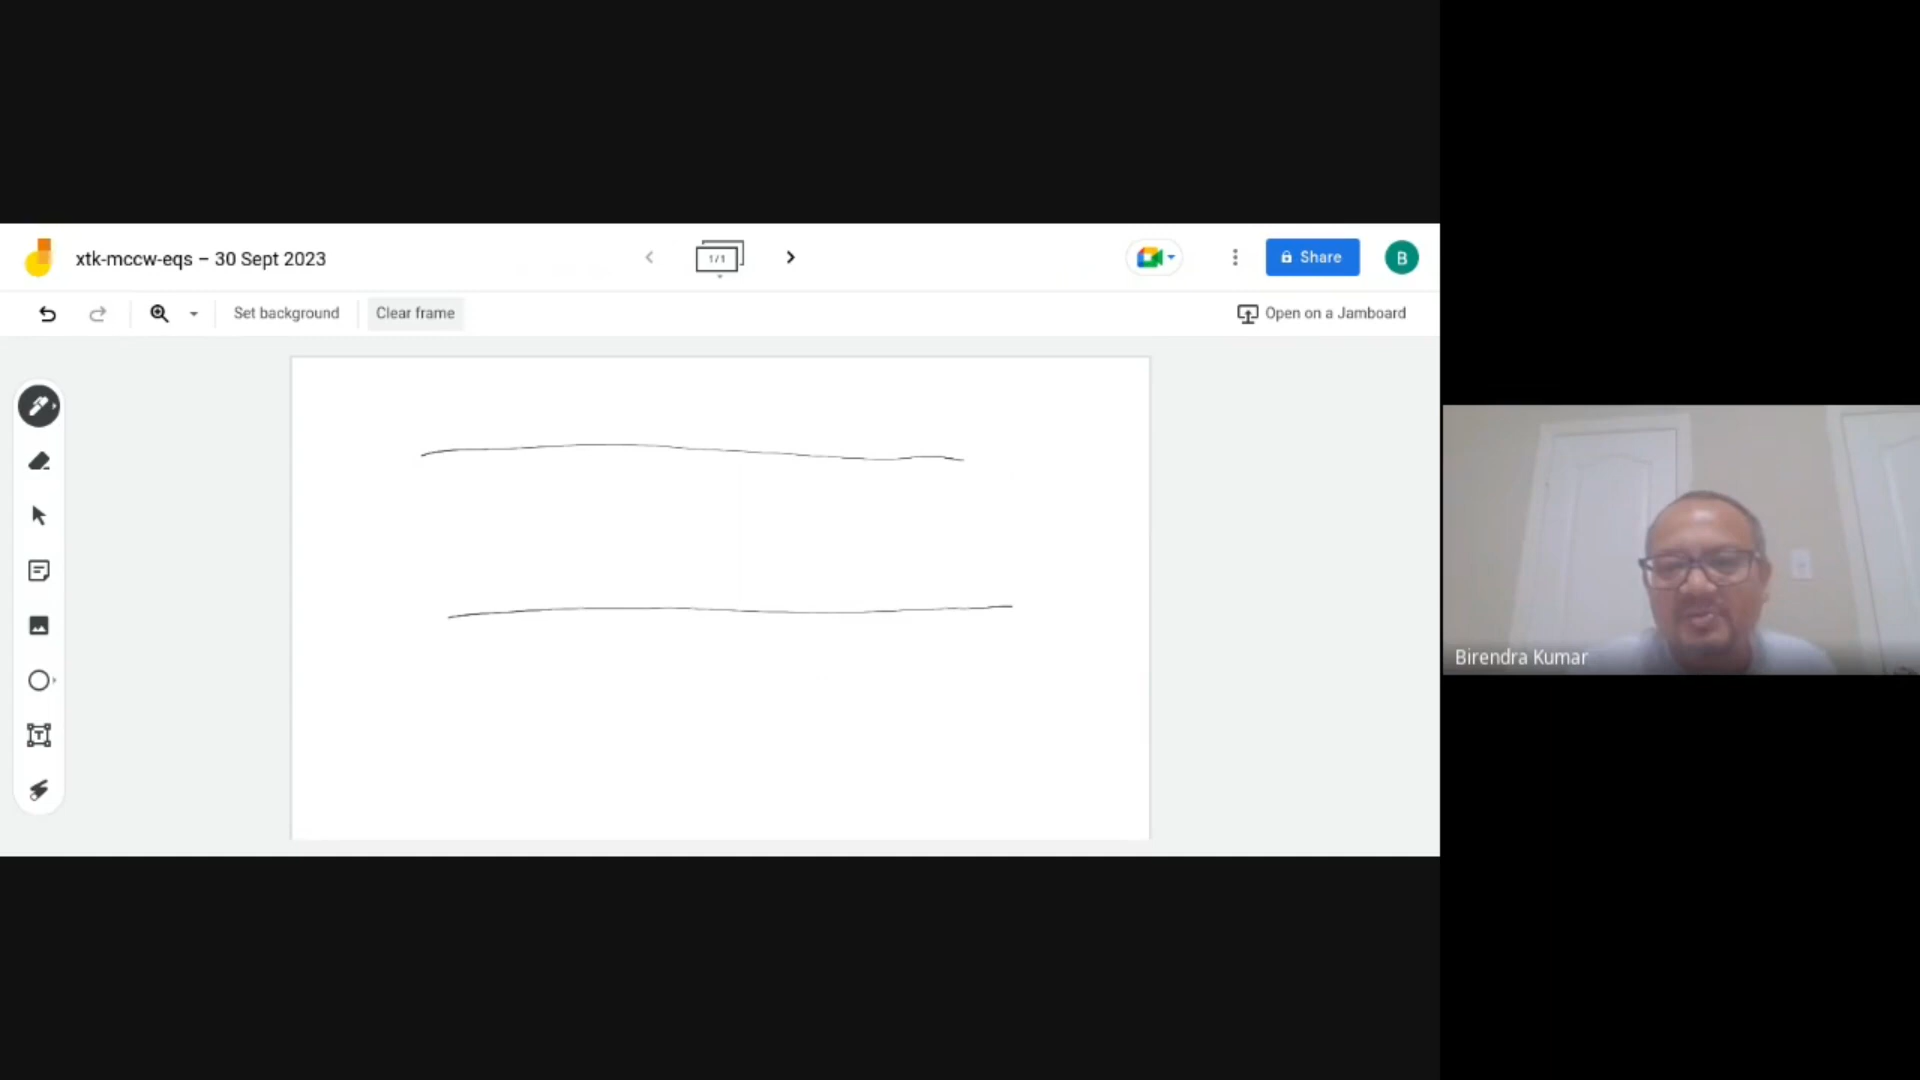 xtk-mccw-eqs – 30 Sept 2023
1/1
Share
B
Set background
Clear frame
Open on a Jamboard
Birendra Kumar